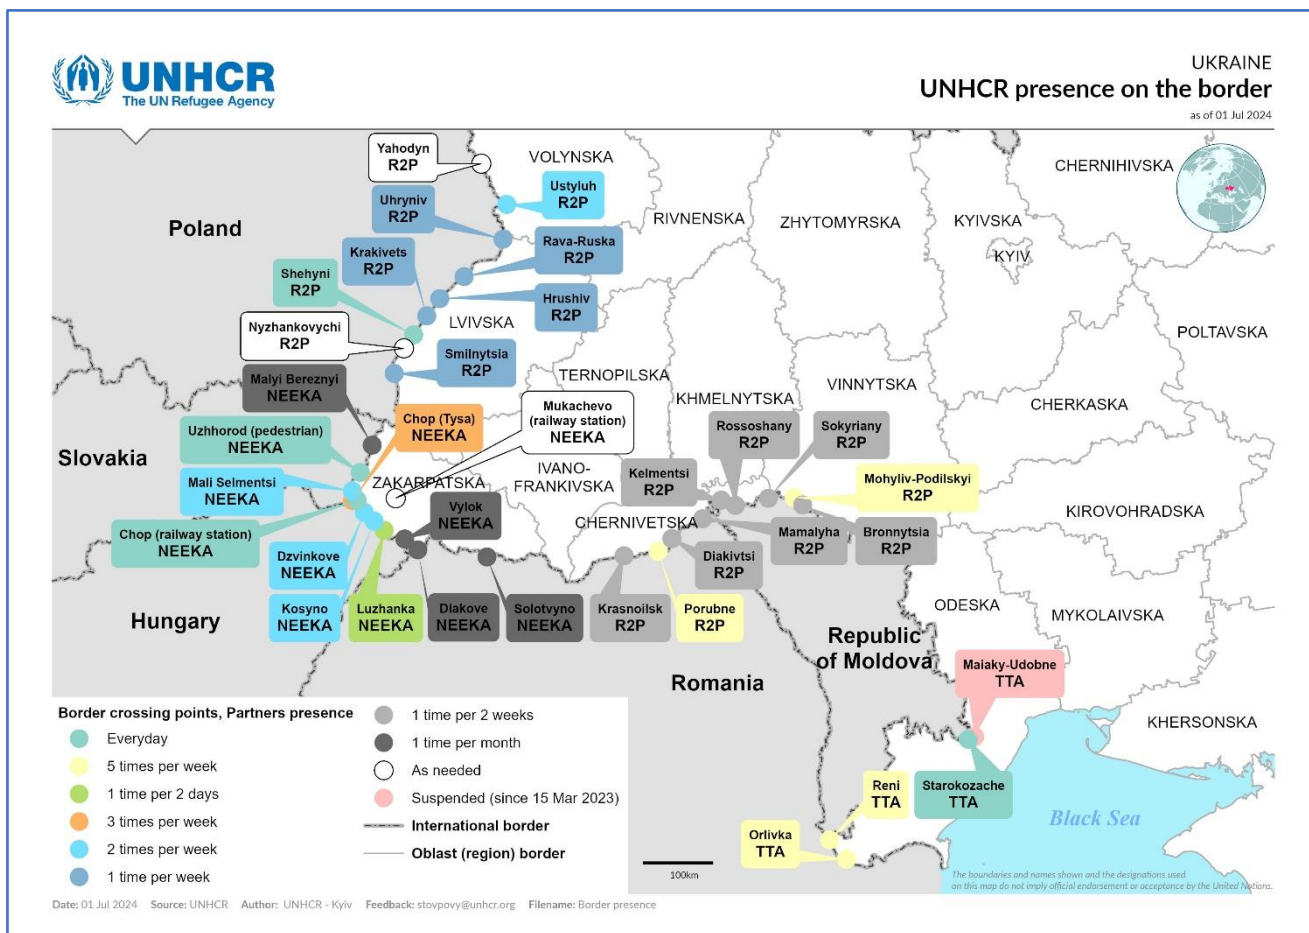 UNHCR
The UN Refugee Agency
UKRAINE
UNHCR presence on the border
as of 01 Jul 2024
Yahodyn
R2P
VOLYNSKA
CHERNIHIVSKA
Ustyluh
R2P
Uhryniv
R2P
Poland
RIVNENSKA
ZHYTOMYRSKA
KYIVSKA
KYIV
Rava-Ruska
R2P
Krakivets
R2P
Shehyni
R2P
Hrushiv
R2P
LVIVSKA
Nyzhankovychi
R2P
POLTAVSKA
Smilnytsia
R2P
Malyi Bereznyi
NEEKA
TERNOPILSKA
VINNYTSKA
KHMELNYTSKA
CHERKASKA
Chop (Tysa)
NEEKA
Mukachevo
(railway station)
NEEKA
Rossoshany
R2P
Sokyriany
R2P
Uzhhorod (pedestrian)
NEEKA
Slovakia
Mali Selmentsi
NEEKA
ZAKARPATSKA
IVANO-
FRANKIVSKA
Kelmentsi
R2P
Mohyliv-Podilskyi
R2P
Vylok
NEEKA
Chop (railway station)
NEEKA
CHERNIVETSKA
KIROVOHRADSKA
Dzvinkove
NEEKA
Diakivtsi
R2P
Mamalyha
R2P
Bronnytsia
R2P
Hungary
Kosyno
NEEKA
Luzhanka
NEEKA
Diakove
NEEKA
Solotvyno
NEEKA
Krasnoilsk
R2P
Porubne
R2P
ODESKA
MYKOLAIVSKA
Republic
of Moldova
Maiaky-Udobne
TTA
Romania
KHERSONSKA
Reni
TTA
Starokozache
TTA
Orlivka
TTA
Black Sea
Border crossing points, Partners presence
Everyday
5 times per week
1 time per 2 days
3 times per week
2 times per week
1 time per week
1 time per 2 weeks
1 time per month
As needed
Suspended (since 15 Mar 2023)
International border
Oblast (region) border
100km
The boundaries and names shown and the designations used
on this map do not imply official endorsement or acceptance by the United Nations.
Date: 01 Jul 2024 Source: UNHCR Author: UNHCR - Kyiv Feedback: stovpovy@unhcr.org Filename: Border presence